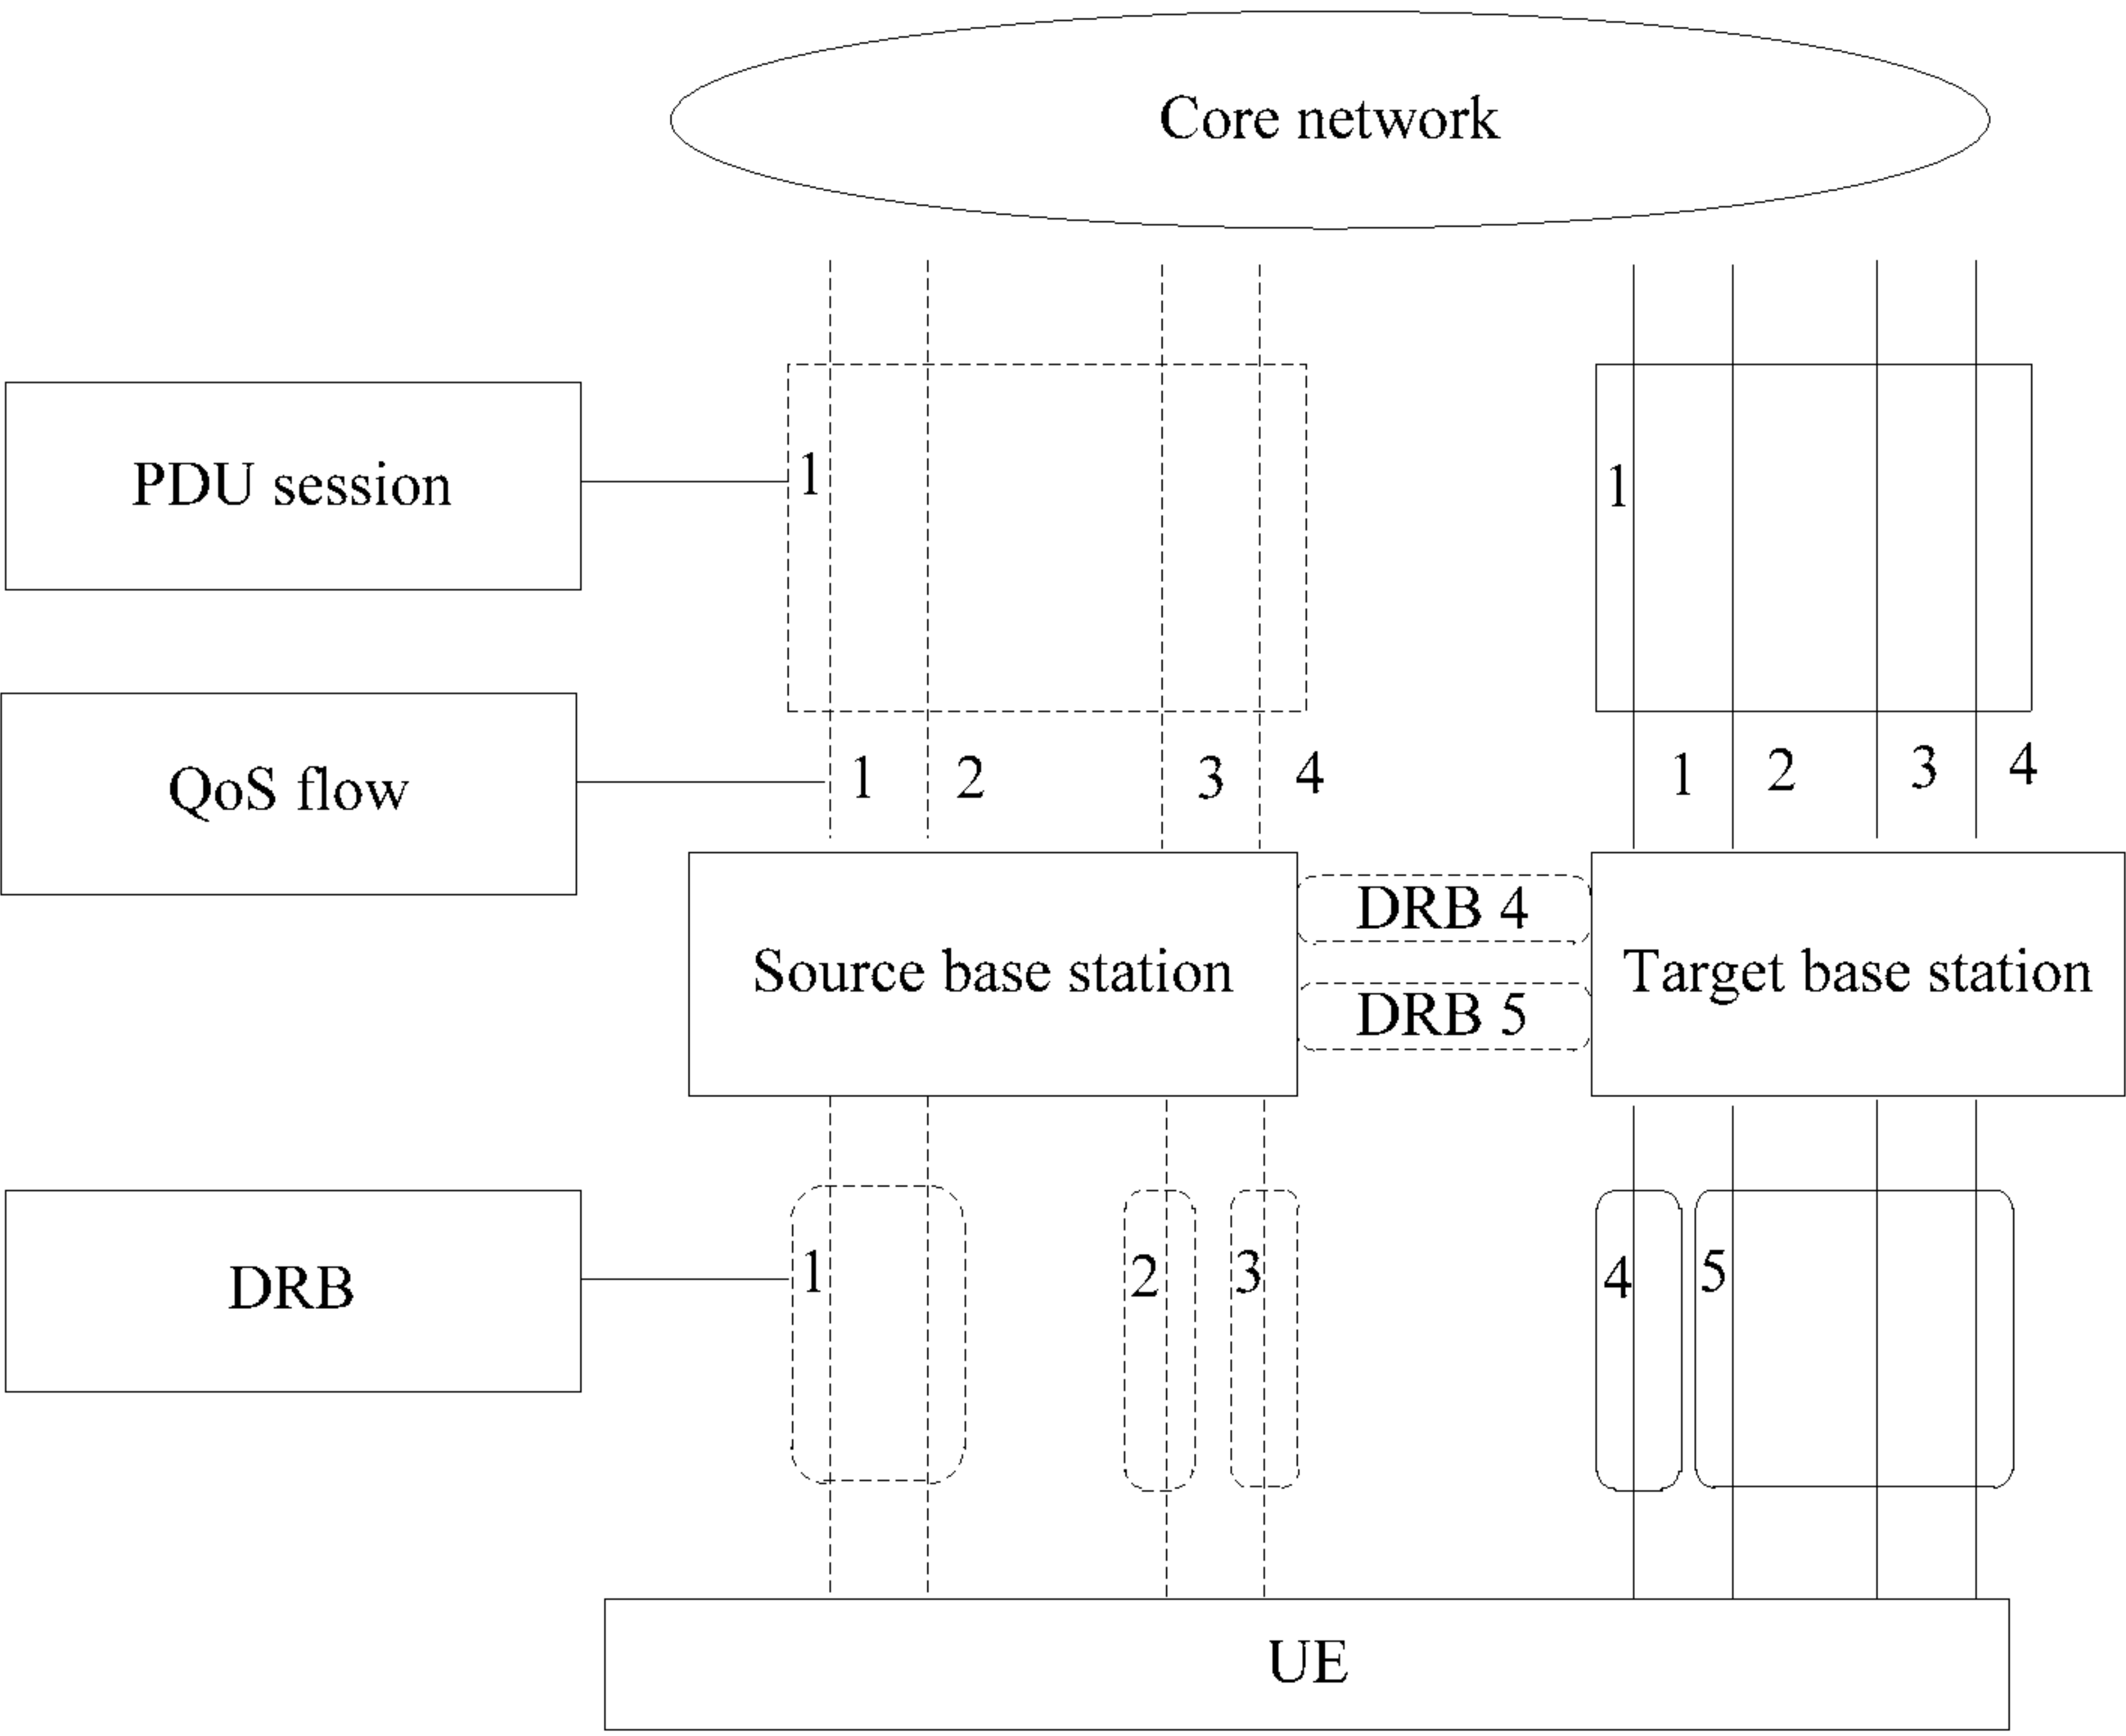 Core network
PDU session
1
1
QoS flow
1 2 3 4
1 2 3 4
DRB 4
Source base station
Target base station
DRB 5
DRB
1
2
3
4
5
UE